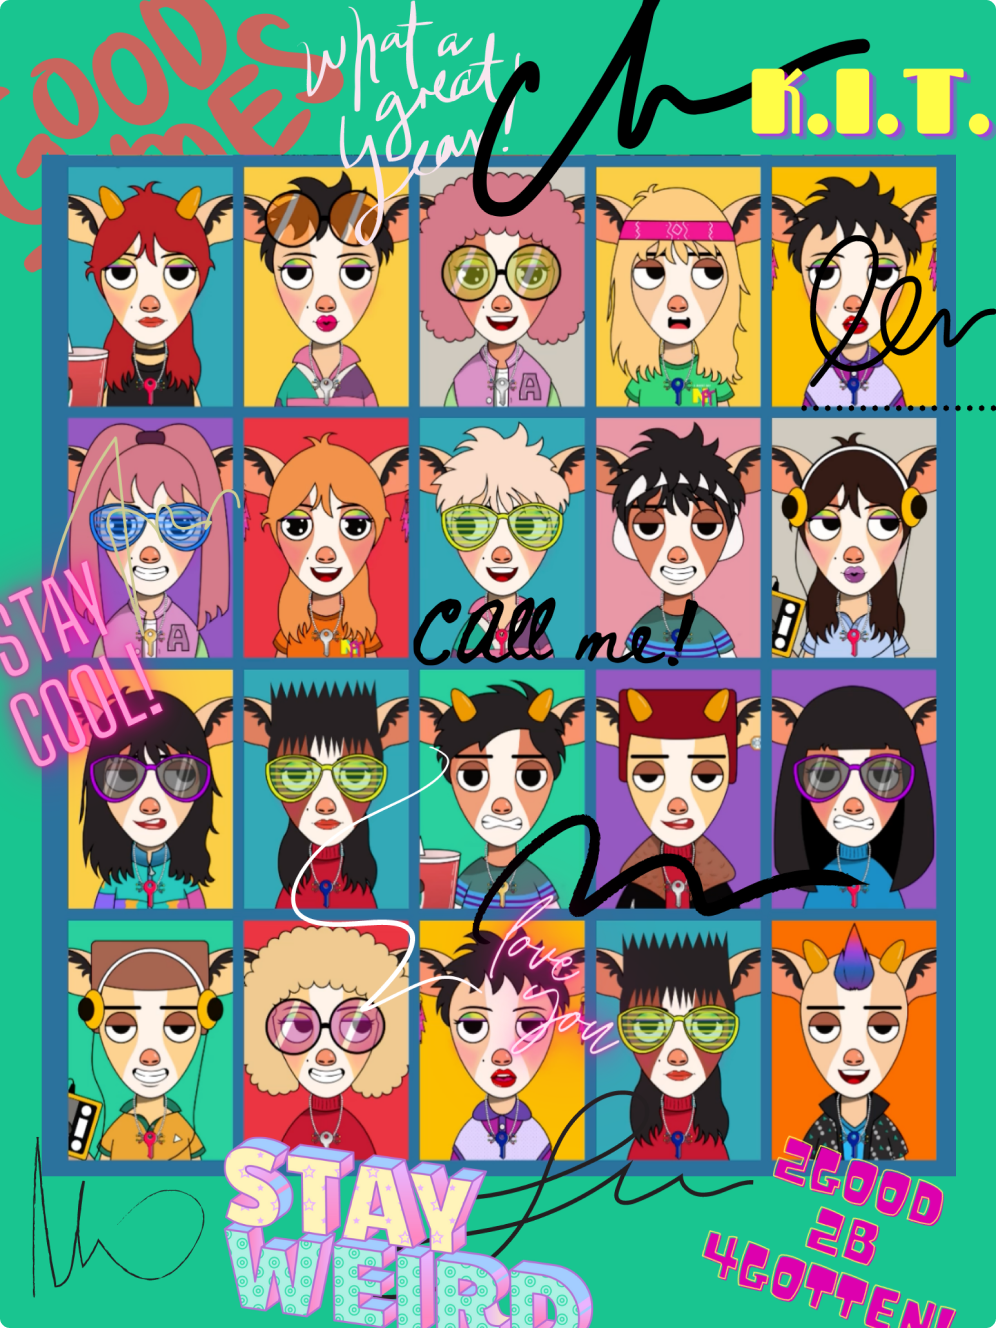 GOOD
TIMES
What a
great
year!
K.I.T.
A
A
STAY
COOL!
Call me!
love
you
STAY
WEIRD
2GOOD
2B
4GOTTEN!